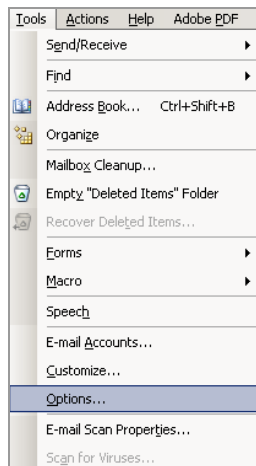 Tools Actions Help Adobe PDF
Send/Receive
Find
Address Book... Ctrl+Shift+B
Organize
Mailbox Cleanup...
Empty "Deleted Items" Folder
Recover Deleted Items...
Forms
Macro
Speech
E-mail Accounts...
Customize...
Options...
E-mail Scan Properties...
Scan for Viruses...